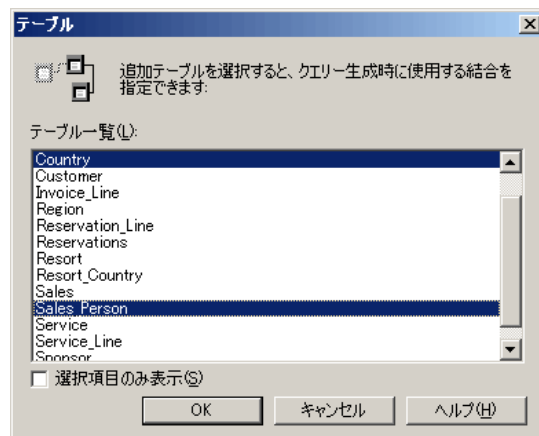 テーブル
追加テーブルを選択すると、クエリー生成時に使用する結合を
指定できます:
テーブル一覧(L):
Country
Customer
Invoice_Line
Region
Reservation_Line
Reservations
Resort
Resort_Country
Sales
Sales_Person
Service
Service_Line
Sponsor
選択項目のみ表示(S)
OK
キャンセル
ヘルプ(H)